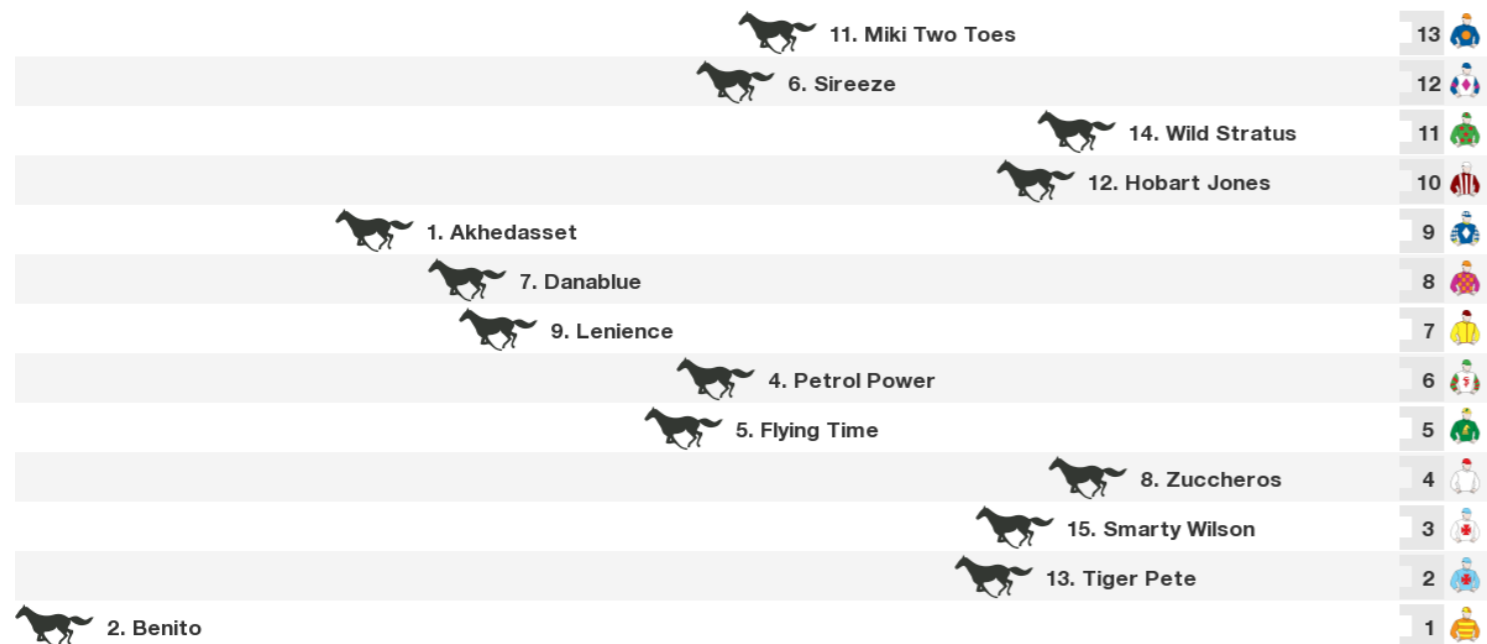 11. Miki Two Toes 13
6. Sireeze 12
14. Wild Stratus 11
12. Hobart Jones 10
1. Akhedasset 9
7. Danablue 8
9. Lenience 7
4. Petrol Power 6
5. Flying Time 5
8. Zuccheros 4
15. Smarty Wilson 3
13. Tiger Pete 2
2. Benito 1